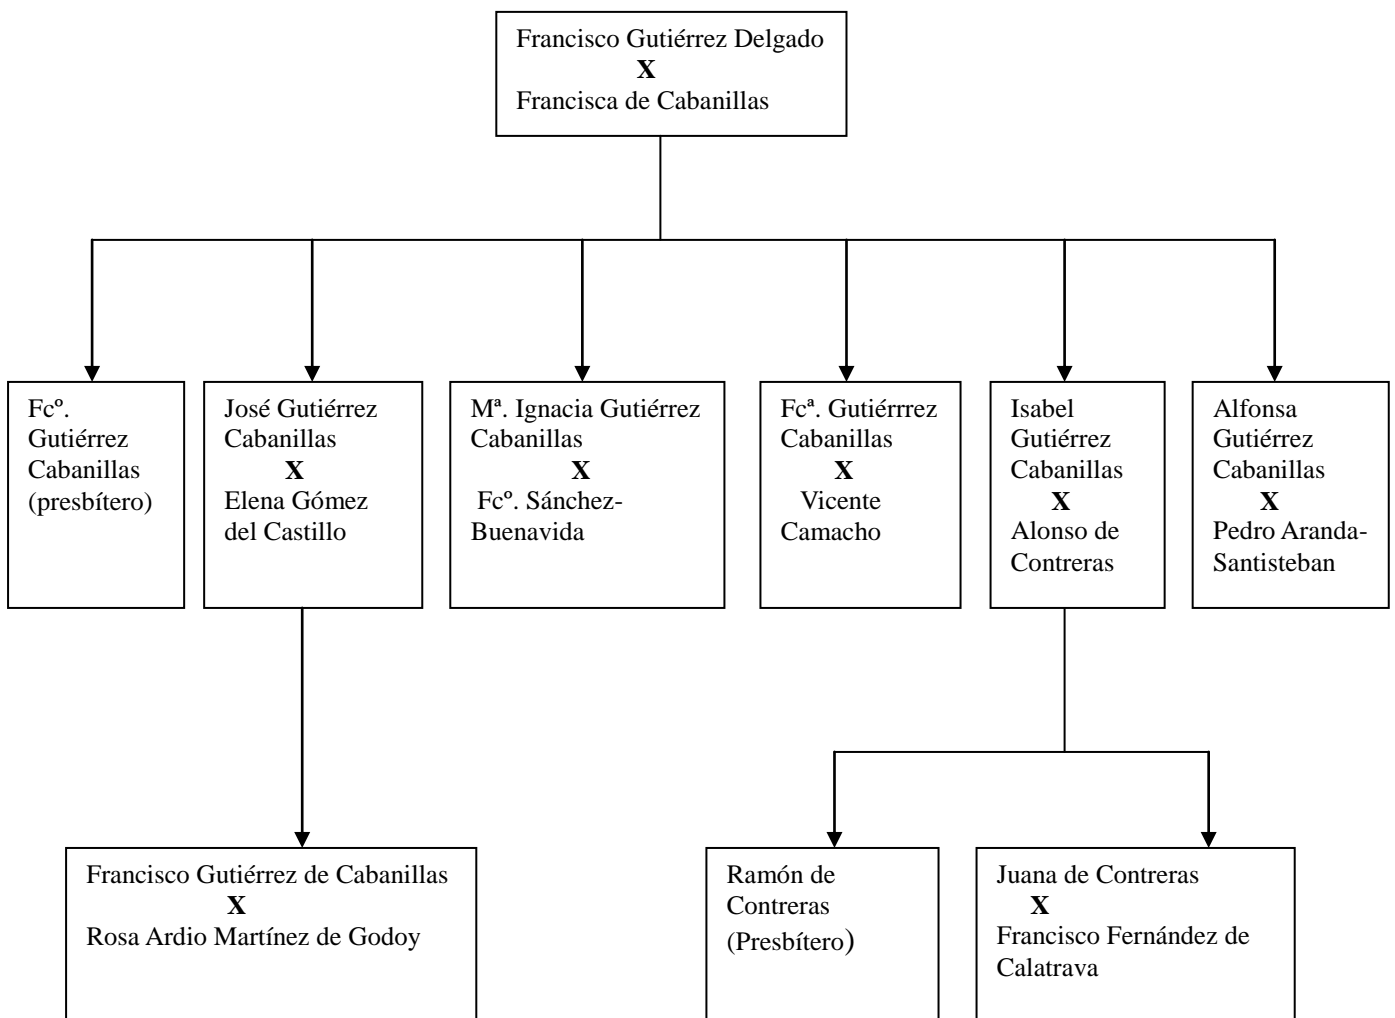 Francisco Gutiérrez Delgado
X
Francisca de Cabanillas
Fcº.
Gutiérrez
Cabanillas
(presbítero)
José Gutiérrez
Cabanillas
X
Elena Gómez
del Castillo
Mª. Ignacia Gutiérrez
Cabanillas
X
Fcº. Sánchez-
Buenavida
Fcª. Gutiérrrez
Cabanillas
X
Vicente
Camacho
Isabel
Gutiérrez
Cabanillas
X
Alonso de
Contreras
Alfonsa
Gutiérrez
Cabanillas
X
Pedro Aranda-
Santisteban
Francisco Gutiérrez de Cabanillas
X
Rosa Ardio Martínez de Godoy
Ramón de
Contreras
(Presbítero)
Juana de Contreras
X
Francisco Fernández de
Calatrava